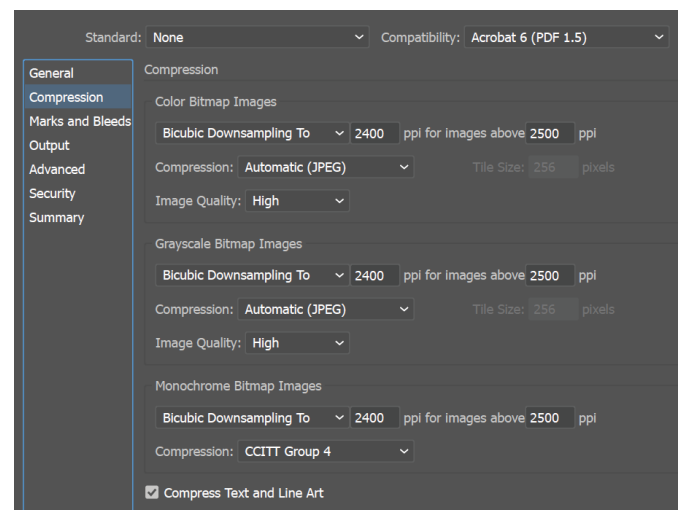 Standard: None Compatibility: Acrobat 6 (PDF 1.5)
General
Compression
Marks and Bleeds
Output
Advanced
Security
Summary
Compression
Color Bitmap Images
Bicubic Downsampling To 2400 ppi for images above 2500 ppi
Compression: Automatic (JPEG) Tile Size: 256 pixels
Image Quality: High
Grayscale Bitmap Images
Bicubic Downsampling To 2400 ppi for images above 2500 ppi
Compression: Automatic (JPEG) Tile Size: 256 pixels
Image Quality: High
Monochrome Bitmap Images
Bicubic Downsampling To 2400 ppi for images above 2500 ppi
Compression: CCITT Group 4
Compress Text and Line Art